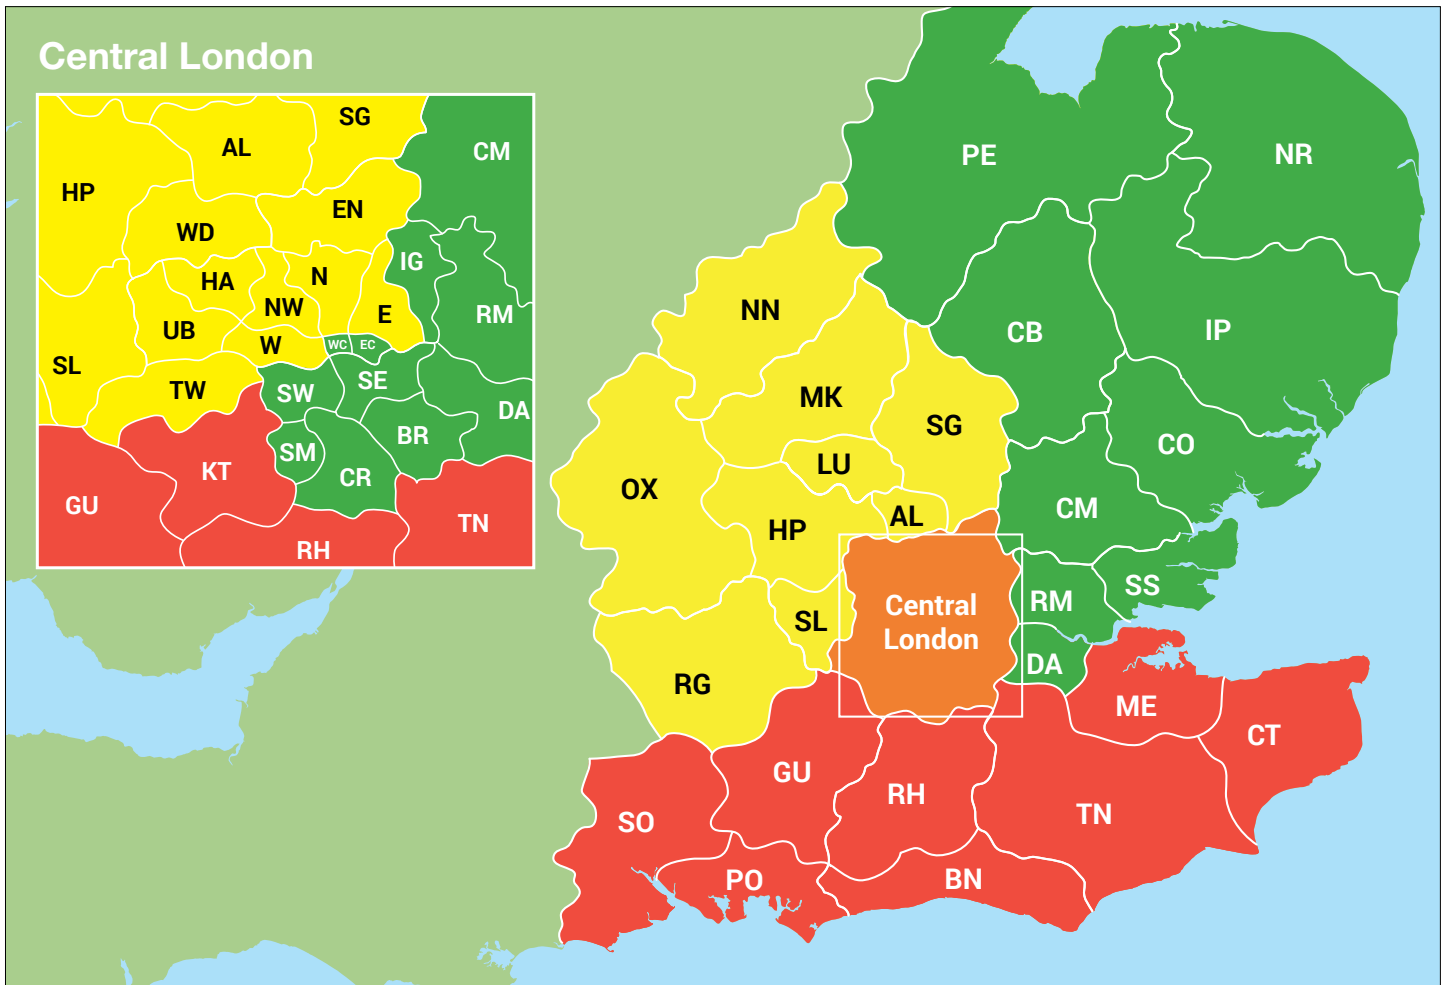 Central London
SG
AL
CM
HP
EN
WD
IG
HA
N
NW
E
RM
UB
W
WC
EC
SL
TW
SW
SE
DA
BR
SM
CR
KT
GU
TN
RH
PE
NR
NN
CB
IP
MK
SG
CO
LU
OX
CM
AL
HP
SS
RM
Central
London
SL
DA
RG
ME
CT
GU
RH
TN
SO
PO
BN